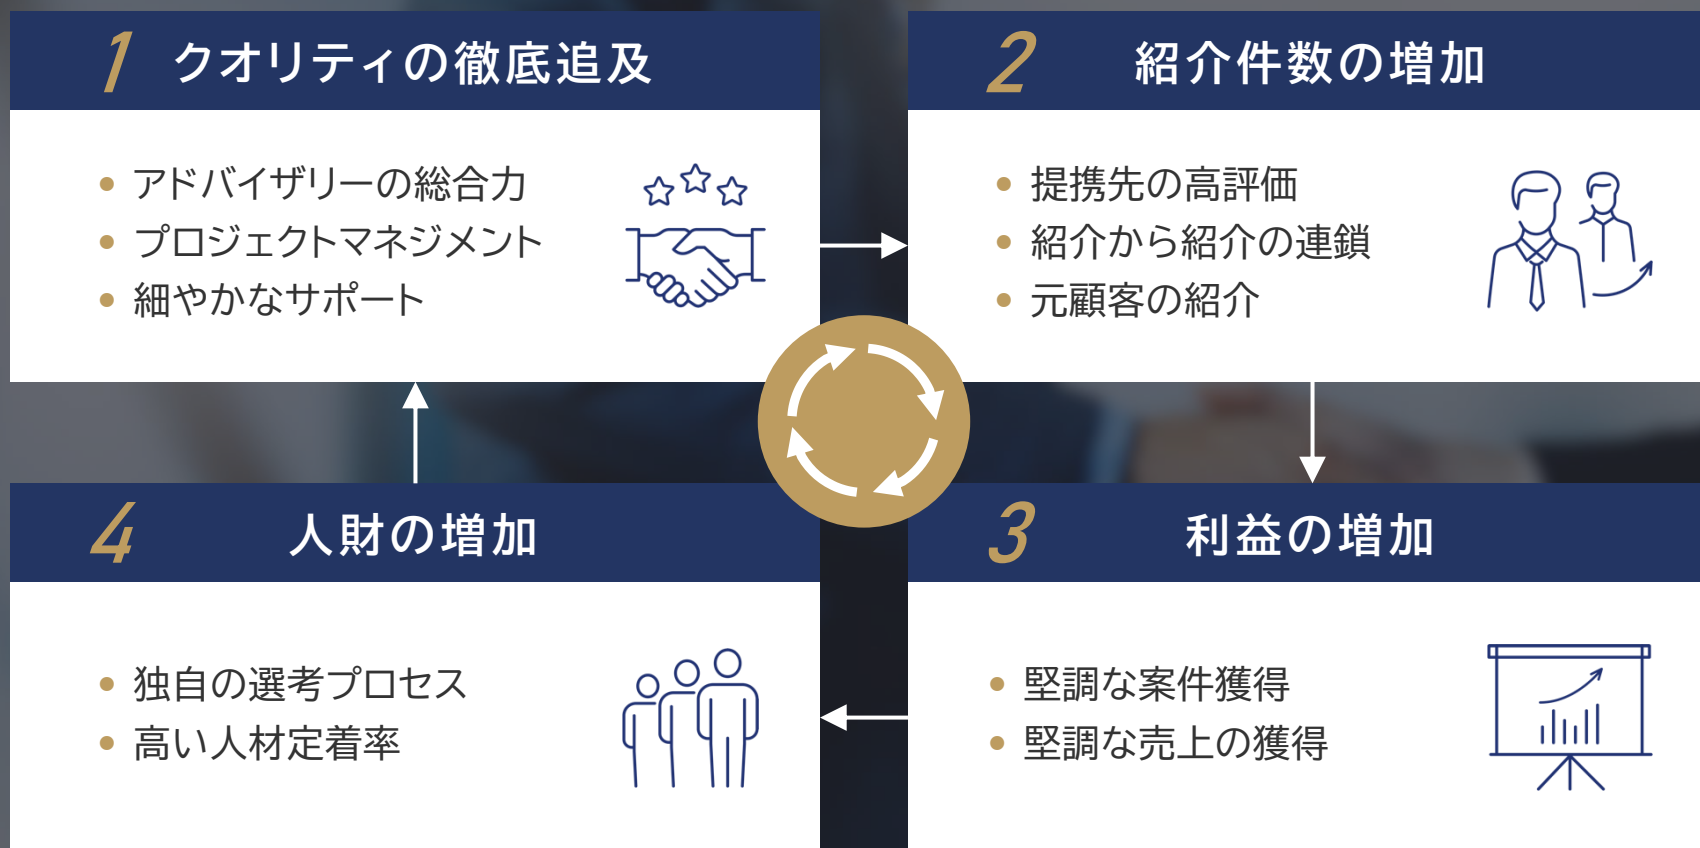 1 クオリティの徹底追及
アドバイザリーの総合力
プロジェクトマネジメント
細やかなサポート
2 紹介件数の増加
提携先の高評価
紹介から紹介の連鎖
元顧客の紹介
3 利益の増加
堅調な案件獲得
堅調な売上の獲得
4 人財の増加
独自の選考プロセス
高い人材定着率